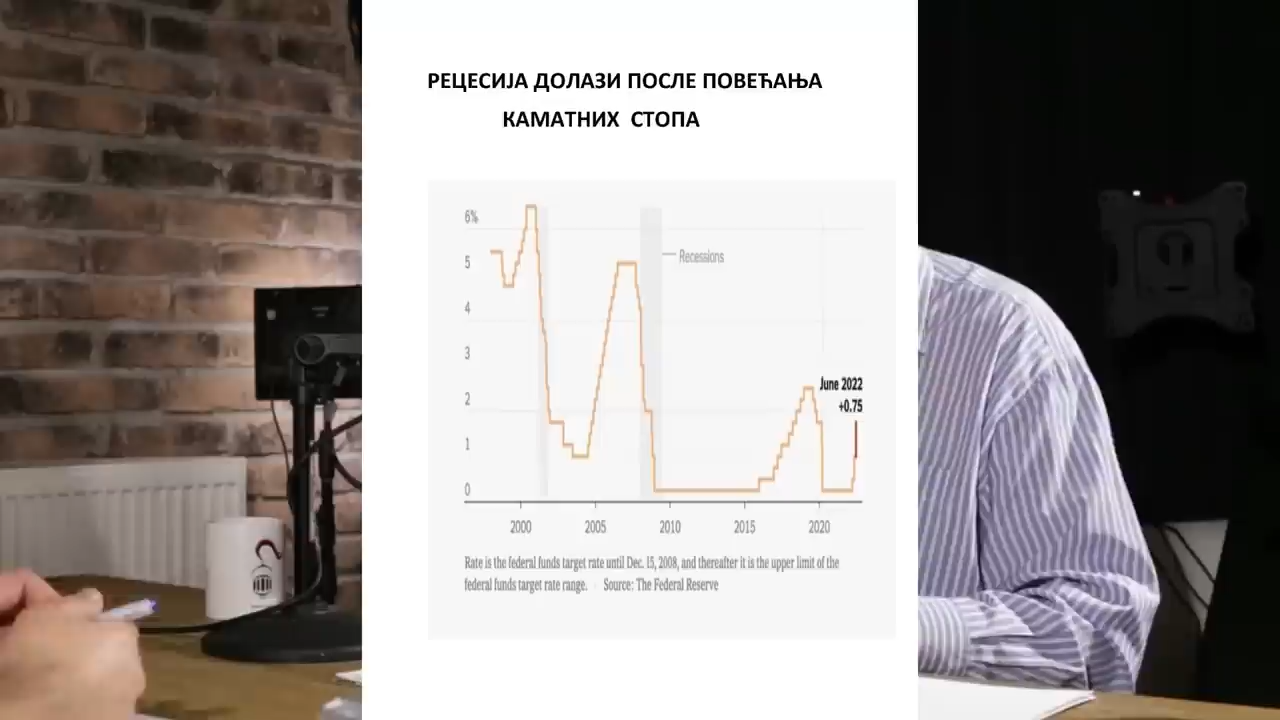 РЕЦЕСИЈА ДОЛАЗИ ПОСЛЕ ПОВЕЋАЊА
КАМАТНИХ СТОПА
6%
5
4
3
2
1
0
Recessions
June 2022
+0.75
2000 2005 2010 2015 2020
Rate is the federal funds target rate until Dec. 15, 2008, and thereafter it is the upper limit of the
federal funds target rate range. · Source: The Federal Reserve